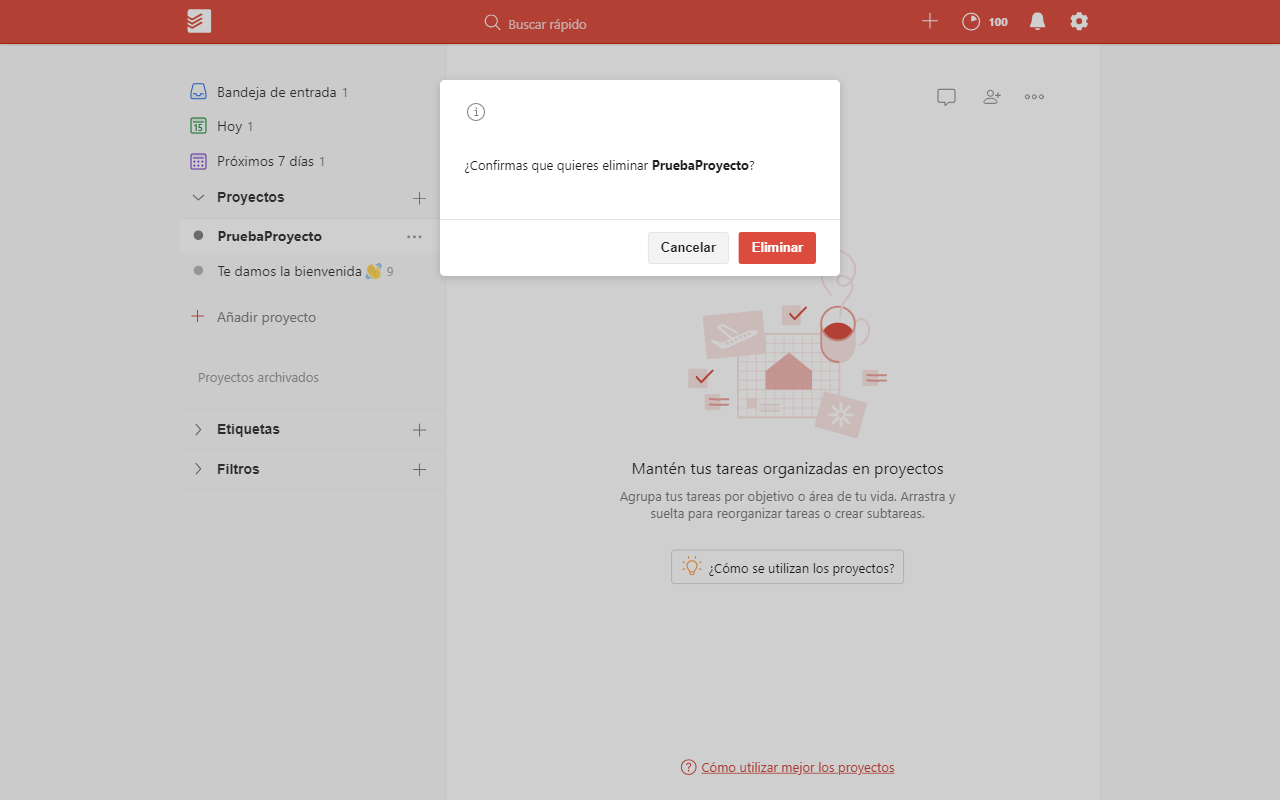 Buscar rápido
100
Bandeja de entrada 1
15
Hoy 1
Próximos 7 días 1
Proyectos
PruebaProyecto
Te damos la bienvenida 👋 9
Añadir proyecto
Proyectos archivados
Etiquetas
Filtros
¿Confirmas que quieres eliminar PruebaProyecto?
Cancelar
Eliminar
Mantén tus tareas organizadas en proyectos
Agrupa tus tareas por objetivo o área de tu vida. Arrastra y
suelta para reorganizar tareas o crear subtareas.
¿Cómo se utilizan los proyectos?
Cómo utilizar mejor los proyectos